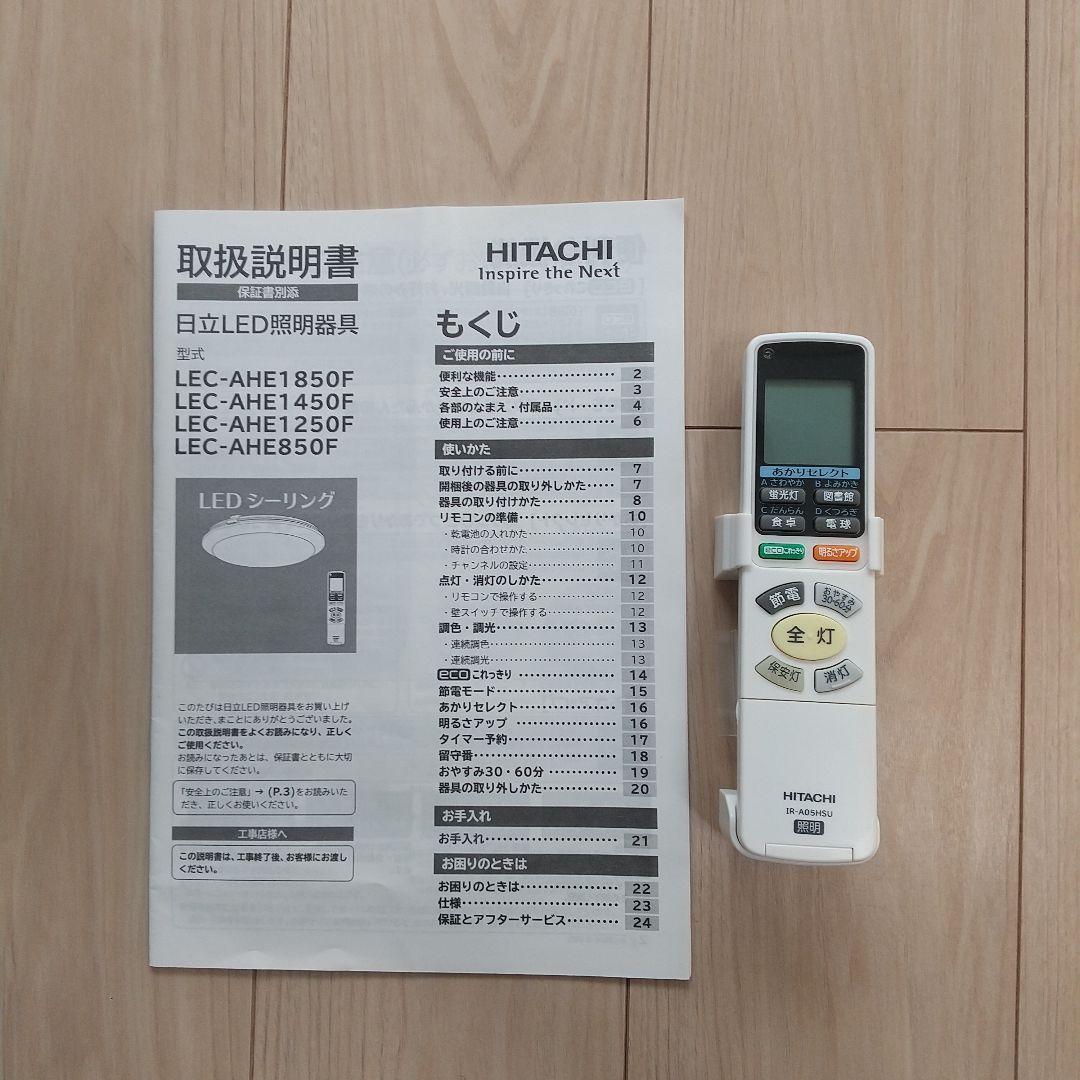 取扱説明書
保証書別添
日立LED照明器具
型式
LEC-AHE1850F
LEC-AHE1450F
LEC-AHE1250F
LEC-AHE850F
LEDシーリング
このたびは日立LED照明器具をお買い上げ
いただき、まことにありがとうございました。
この取扱説明書をよくお読みになり、正しく
ご使用ください。
お読みになったあとは、保証書とともに大切
に保存してください。
「安全上のご注意」→(P.3)をお読みいた
だき、正しくお使いください。
工事店様へ
この説明書は、工事終了後、お客様にお渡し
ください。
HITACHI
Inspire the Next
もくじ
ご使用の前に
便利な機能 2
安全上のご注意 3
各部のなまえ・付属品 4
使用上のご注意 6
使いかた
取り付ける前に 7
開梱後の器具の取り外しかた 7
器具の取り付けかた 8
リモコンの準備 10
・乾電池の入れかた 10
・時計の合わせかた 10
・チャンネルの設定 11
点灯・消灯のしかた 12
・リモコンで操作する 12
・壁スイッチで操作する 12
調色・調光 13
・連続調色 13
・連続調光 13
ecoこれっきり 14
節電モード 15
あかりセレクト 16
明るさアップ 16
タイマー予約 17
留守番 18
おやすみ30・60分 19
器具の取り外しかた 20
お手入れ
お手入れ 21
お困りのときは
お困りのときは 22
仕様 23
保証とアフターサービス 24
あかりセレクト
A さわやか B よみかき
蛍光灯 図書館
C だんらん D くつろぎ
食卓 電球
ecoこれっきり 明るさアップ
節電 おやすみ
30・60分
全灯
保安灯 消灯
HITACHI
IR-A05HSU
照明